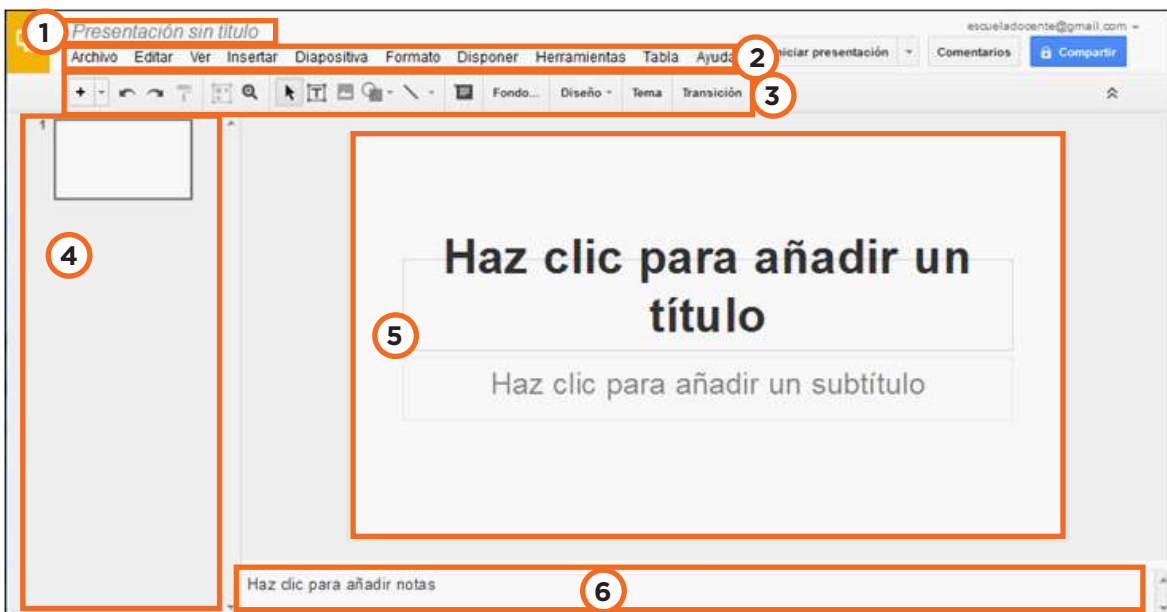 1 Presentación sin título
escueladocente@gmail.com
Archivo Editar Ver Insertar Diapositiva Formato Disponer Herramientas Tabla Ayuda 2 Iniciar presentación Comentarios Compartir
Fondo... Diseño Tema Transición 3
1
4
Haz clic para añadir un
título
5
Haz clic para añadir un subtítulo
Haz clic para añadir notas 6